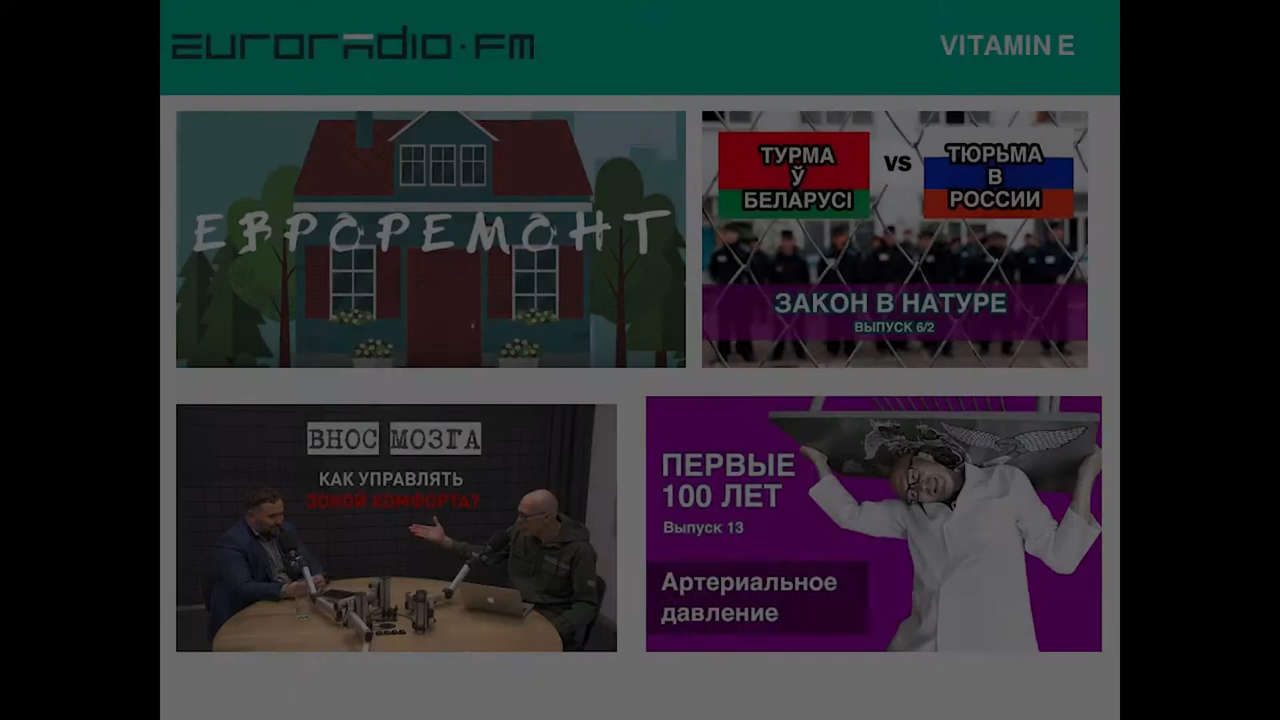 euroradio·FM
VITAMIN E
ЕВРОРЕМОНТ
ТУРМА
Ў
БЕЛАРУСІ
VS
ТЮРЬМА
В
РОССИИ
ЗАКОН В НАТУРЕ
ВЫПУСК 6/2
ВНОС МОЗГА
КАК УПРАВЛЯТЬ
ЗОНОЙ КОМФОРТА?
ПЕРВЫЕ
100 ЛЕТ
Выпуск 13
Артериальное
давление